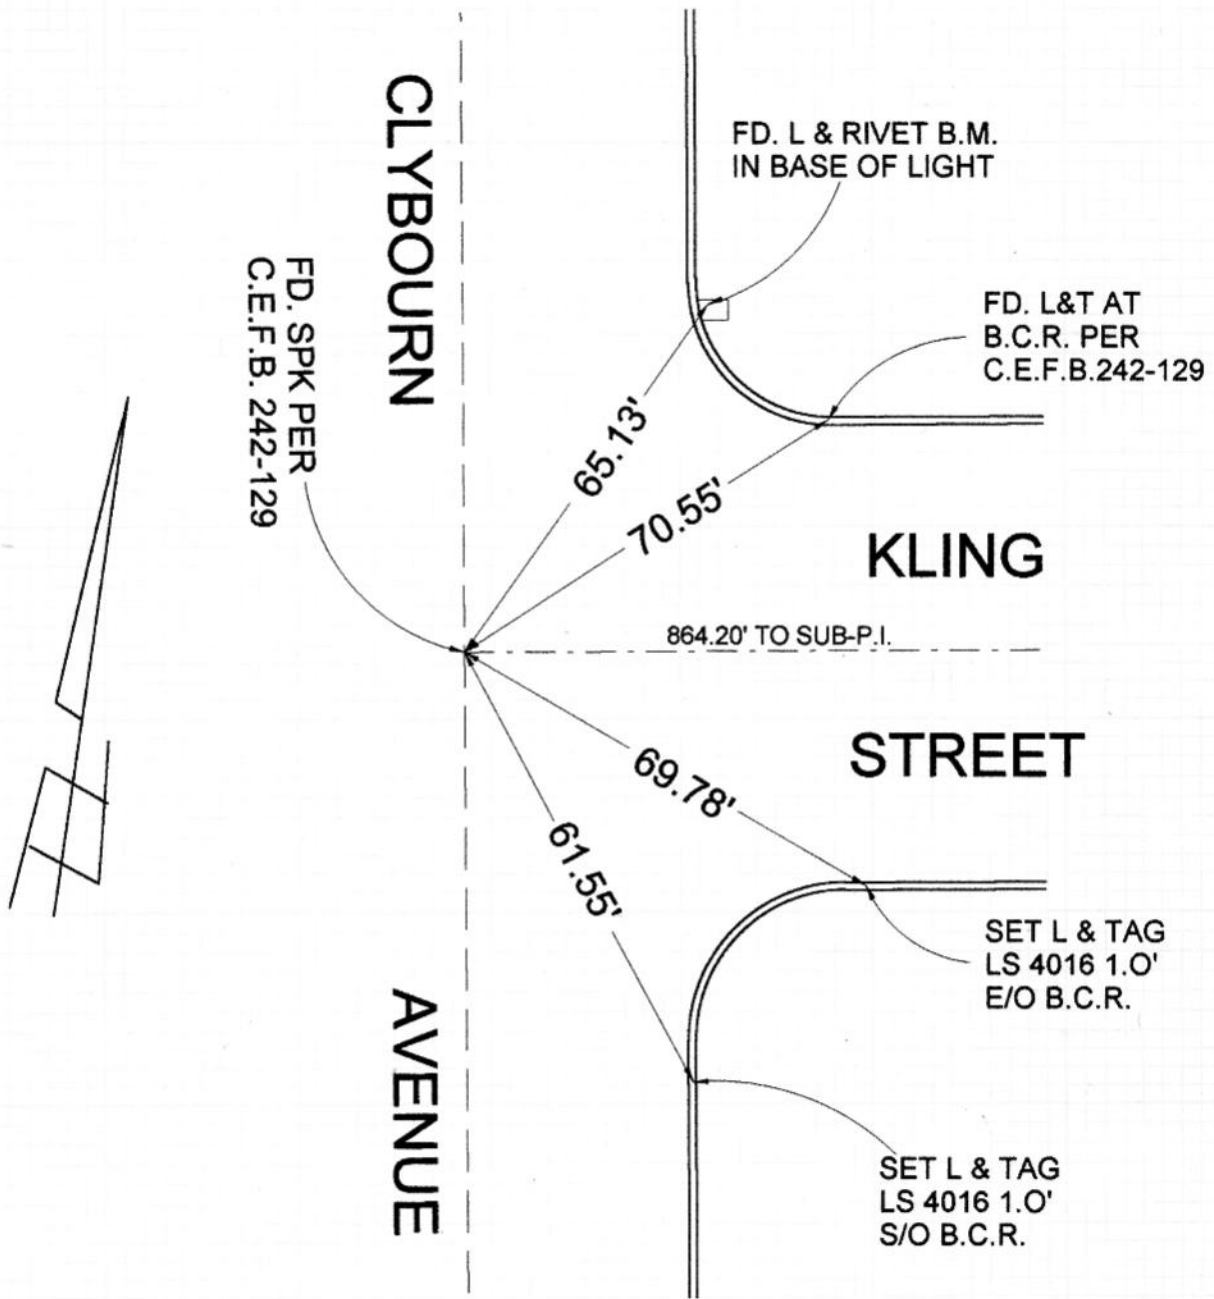 CLYBOURN
AVENUE
FD. SPK PER
C.E.F.B. 242-129
FD. L & RIVET B.M.
IN BASE OF LIGHT
FD. L&T AT
B.C.R. PER
C.E.F.B.242-129
65.13'
70.55'
KLING
STREET
864.20' TO SUB-P.I.
69.78'
61.55'
SET L & TAG
LS 4016 1.O'
E/O B.C.R.
SET L & TAG
LS 4016 1.O'
S/O B.C.R.